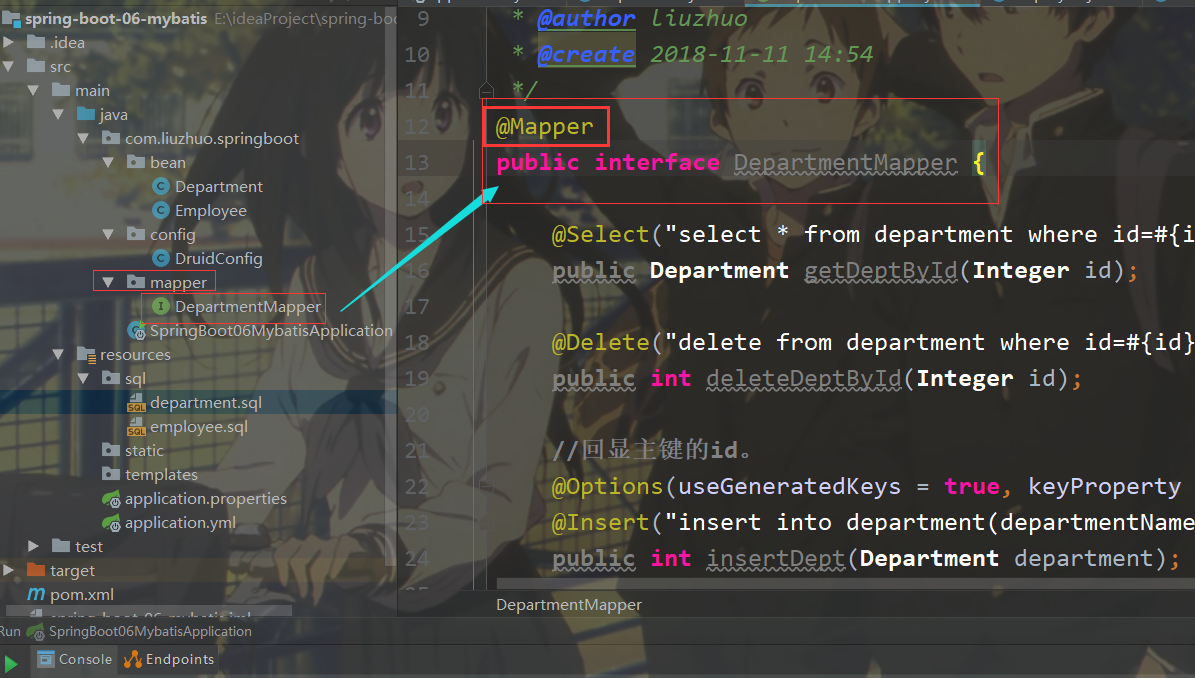 spring-boot-06-mybatis E:\ideaProject\spring-boo
.idea
src
main
java
com.liuzhuo.springboot
bean
Department
Employee
config
DruidConfig
mapper
DepartmentMapper
SpringBoot06MybatisApplication
resources
sql
department.sql
employee.sql
static
templates
application.properties
application.yml
test
target
pom.xml
spring-boot-06-mybatis.iml
9 * @author liuzhuo
10 * @create 2018-11-11 14:54
11 */
12 @Mapper
13 public interface DepartmentMapper {
14
15 @Select("select * from department where id=#{i
16 public Department getDeptById(Integer id);
17
18 @Delete("delete from department where id=#{id}
19 public int deleteDeptById(Integer id);
20
21 //回显主键的id。
22 @Options(useGeneratedKeys = true, keyProperty
23 @Insert("insert into department(departmentName
24 public int insertDept(Department department);
DepartmentMapper
Run SpringBoot06MybatisApplication
Console Endpoints